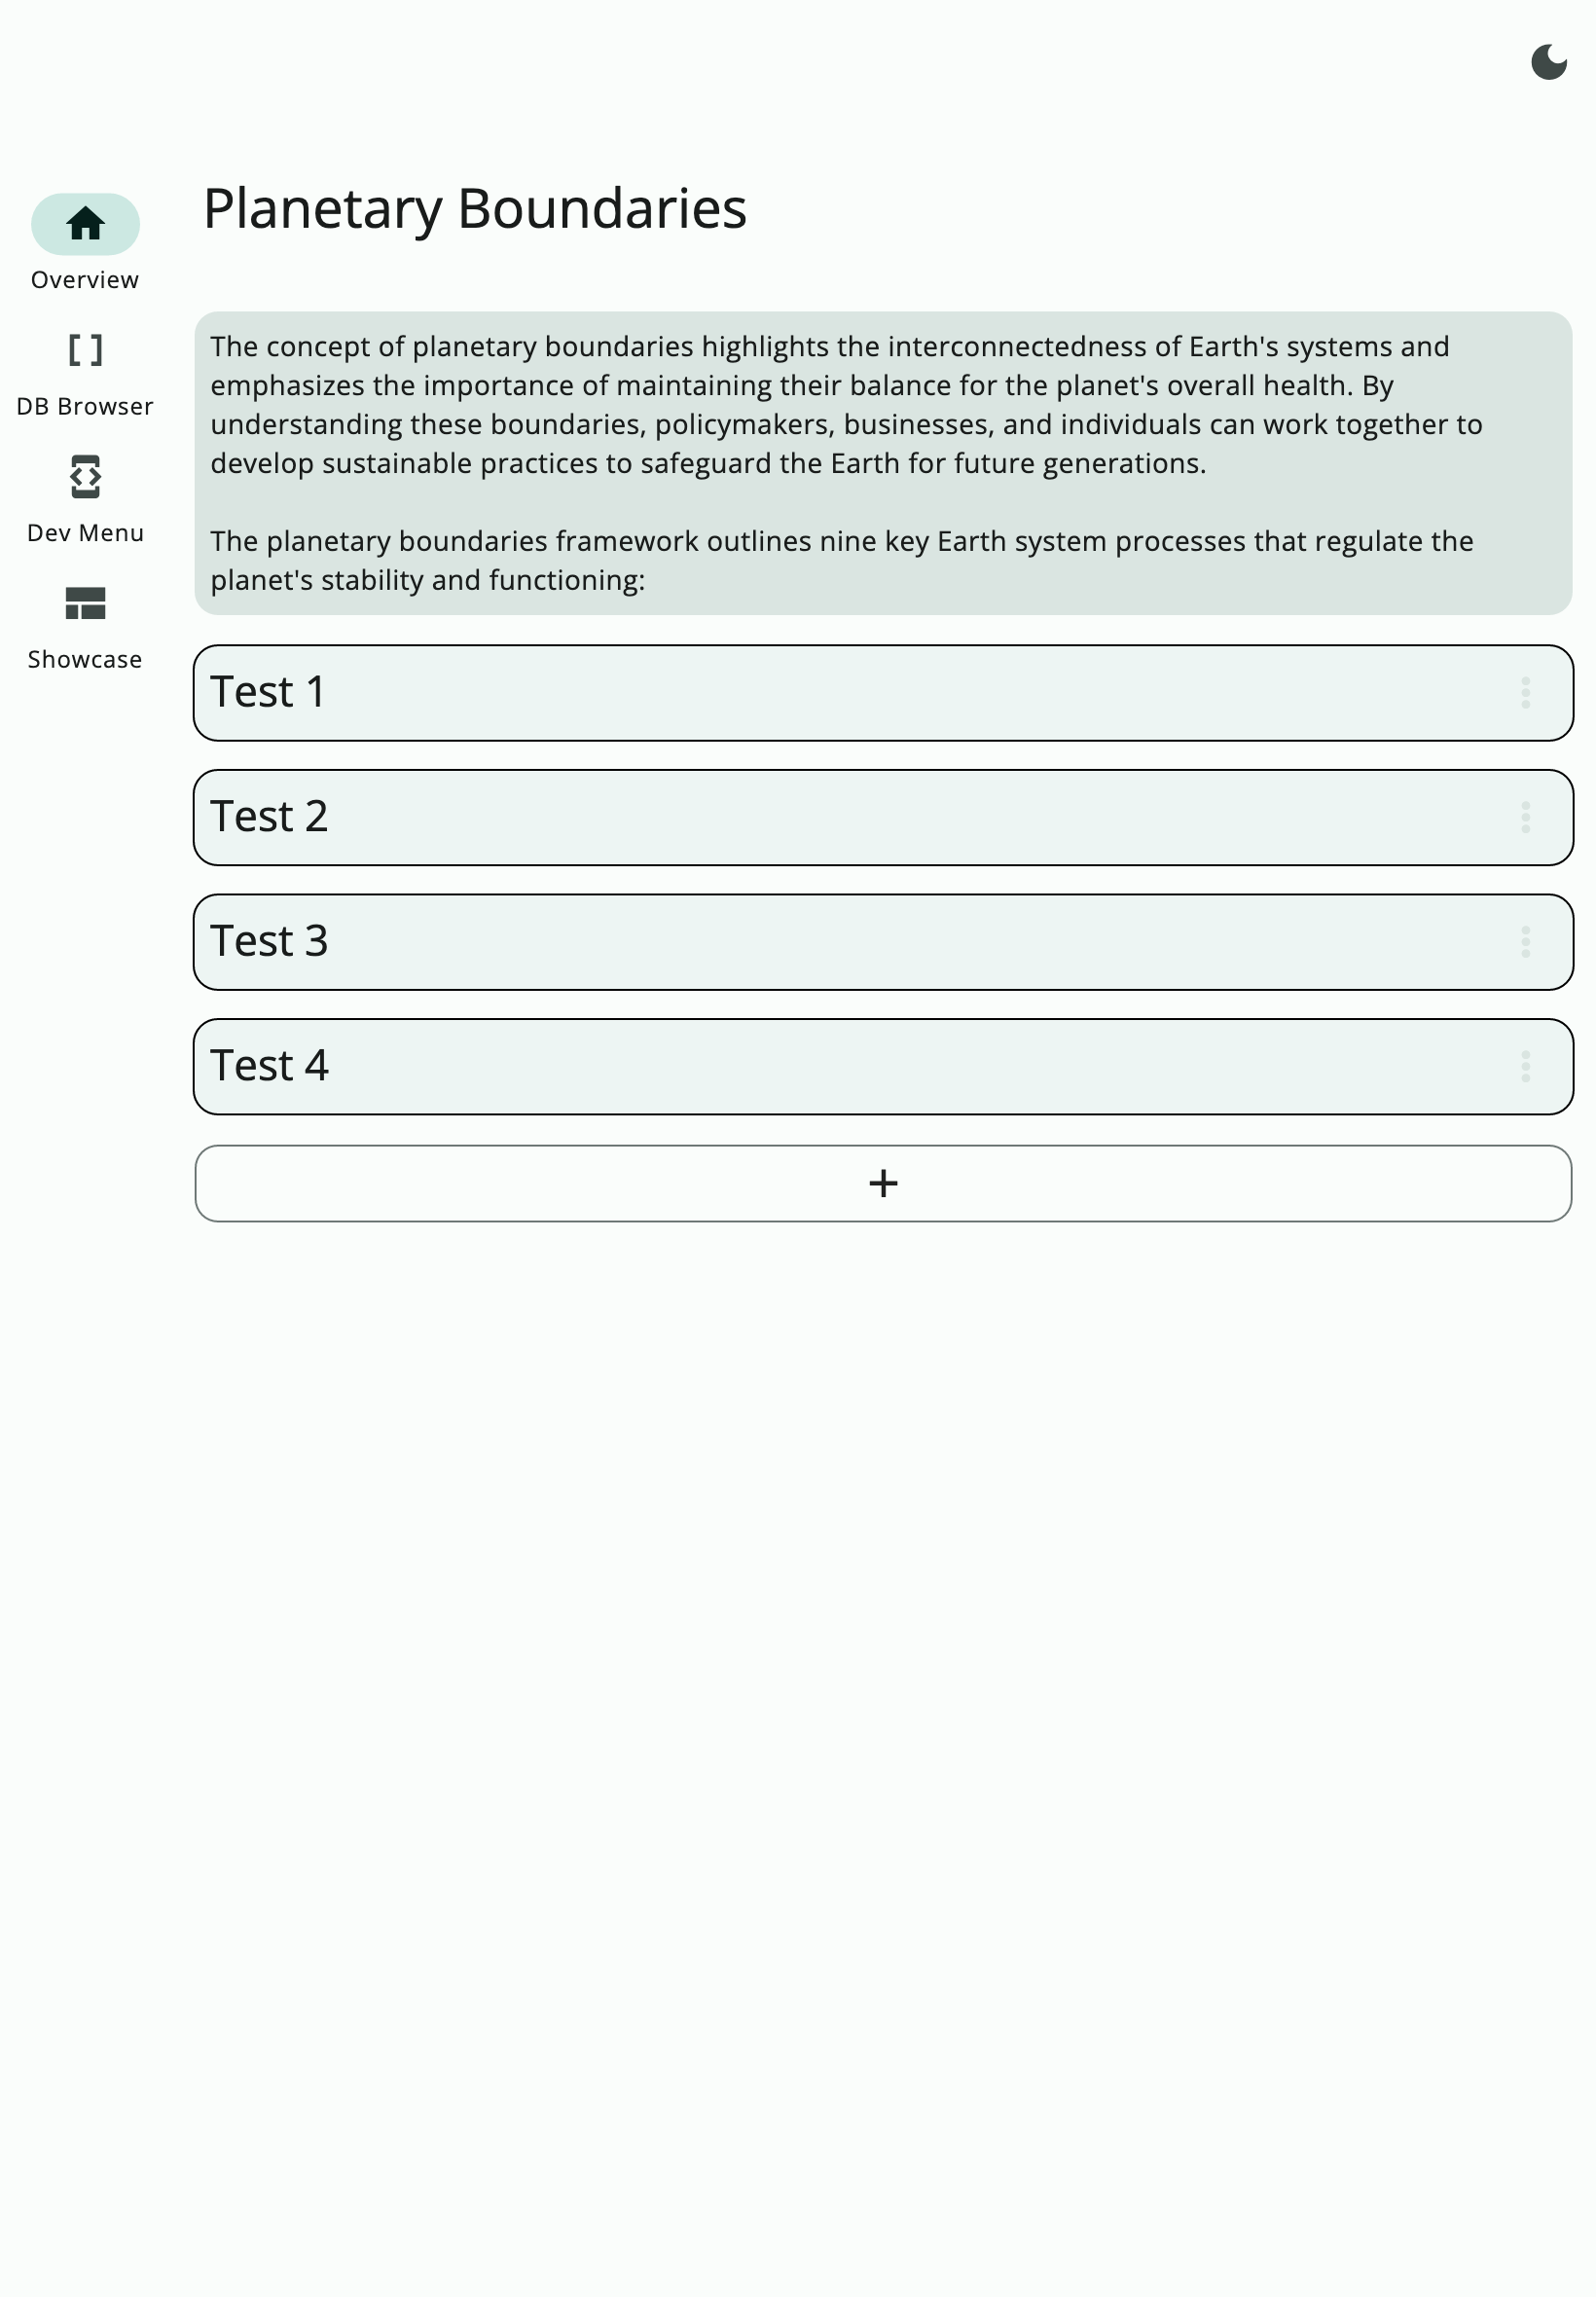 Planetary Boundaries
Overview
DB Browser
Dev Menu
Showcase
The concept of planetary boundaries highlights the interconnectedness of Earth's systems and
emphasizes the importance of maintaining their balance for the planet's overall health. By
understanding these boundaries, policymakers, businesses, and individuals can work together to
develop sustainable practices to safeguard the Earth for future generations.
The planetary boundaries framework outlines nine key Earth system processes that regulate the
planet's stability and functioning:
Test 1
Test 2
Test 3
Test 4
+